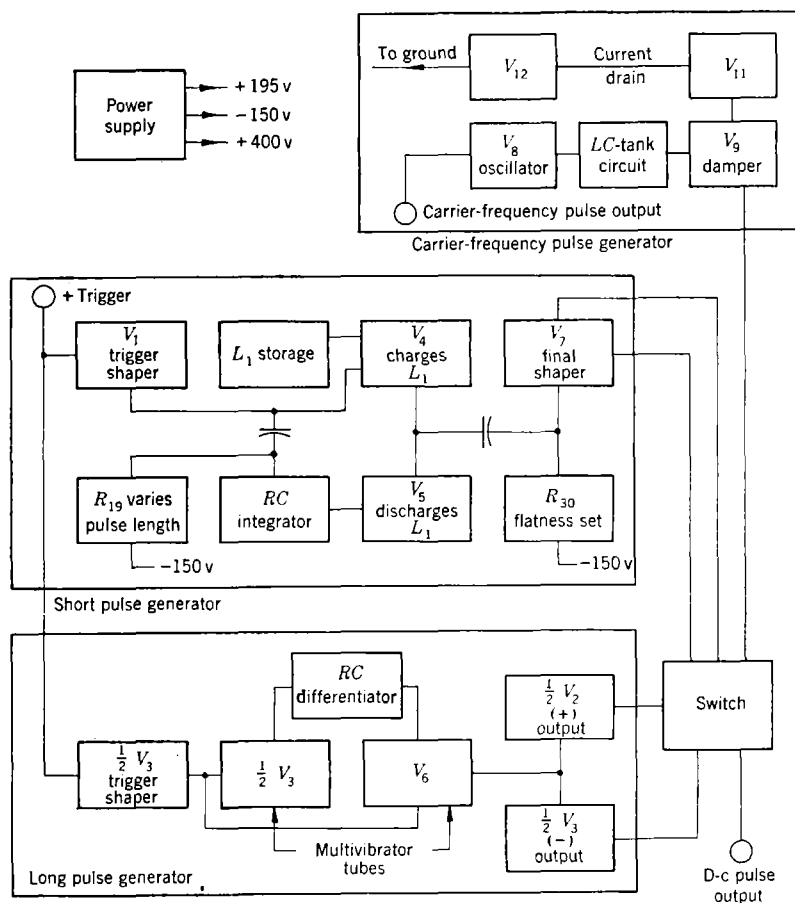 Power
supply
+195 v
-150 v
+400 v
To ground
V12
Current
drain
V11
V8
oscillator
LC-tank
circuit
V9
damper
Carrier-frequency pulse output
Carrier-frequency pulse generator
+ Trigger
V1
trigger
shaper
L1 storage
V4
charges
L1
V7
final
shaper
R19 varies
pulse length
RC
integrator
V5
discharges
L1
R30
flatness set
-150 v
-150 v
Short pulse generator
RC
differentiator
1/2 V3
trigger
shaper
1/2 V3
V6
1/2 V2
(+)
output
1/2 V3
(-)
output
Switch
Multivibrator
tubes
Long pulse generator
D-c pulse
output